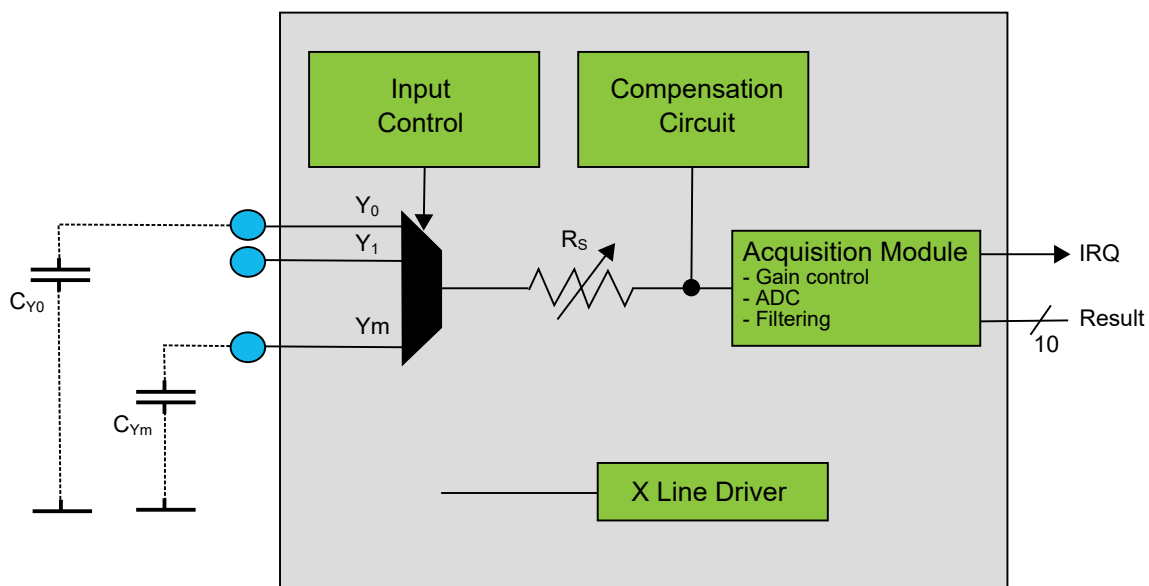 Input
Control
Compensation
Circuit
Y0
Y1
Ym
RS
Acquisition Module
- Gain control
- ADC
- Filtering
IRQ
Result
10
CY0
CYm
X Line Driver